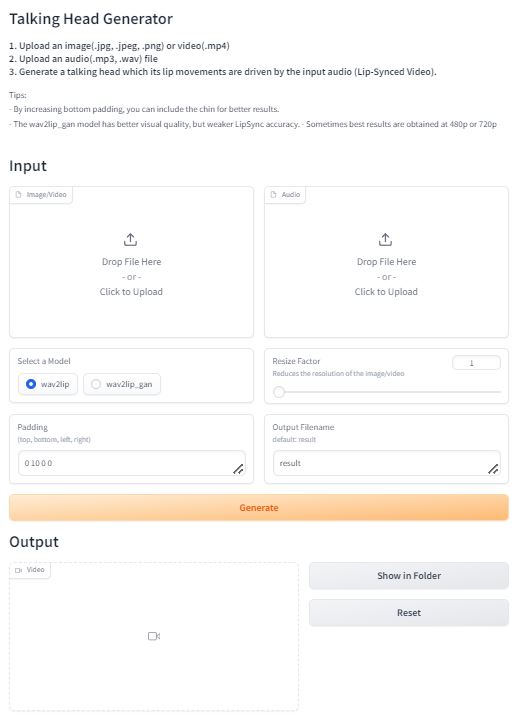 Talking Head Generator
1. Upload an image(.jpg, .jpeg, .png) or video(.mp4)
2. Upload an audio(.mp3, .wav) file
3. Generate a talking head which its lip movements are driven by the input audio (Lip-Synced Video).
Tips:
- By increasing bottom padding, you can include the chin for better results.
- The wav2lip_gan model has better visual quality, but weaker LipSync accuracy. - Sometimes best results are obtained at 480p or 720p
Input
Image/Video
Drop File Here
- or -
Click to Upload
Audio
Drop File Here
- or -
Click to Upload
Select a Model
wav2lip
wav2lip_gan
Resize Factor
1
Reduces the resolution of the image/video
Padding
(top, bottom, left, right)
0 10 0 0
Output Filename
default: result
result
Generate
Output
Video
Show in Folder
Reset